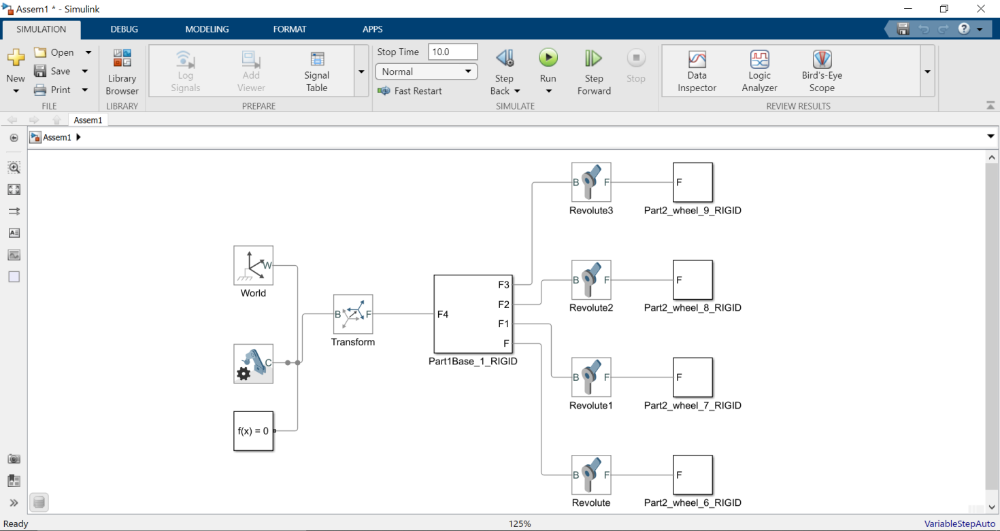 Assem1 * - Simulink
SIMULATION DEBUG MODELING FORMAT APPS
New
Open
Save
Print
FILE
Library
Browser
LIBRARY
Log
Signals
Add
Viewer
Signal
Table
PREPARE
Stop Time 10.0
Normal
Fast Restart
Step
Back
Run
Step
Forward
Stop
SIMULATE
Data
Inspector
Logic
Analyzer
Bird's-Eye
Scope
REVIEW RESULTS
Assem1
Assem1
B F
Revolute3
F
Part2_wheel_9_RIGID
W
World
B F
Revolute2
F
Part2_wheel_8_RIGID
B F
Transform
F4
F3
F2
F1
F
Part1Base_1_RIGID
C
B F
Revolute1
F
Part2_wheel_7_RIGID
f(x) = 0
B F
Revolute
F
Part2_wheel_6_RIGID
Ready 125% VariableStepAuto